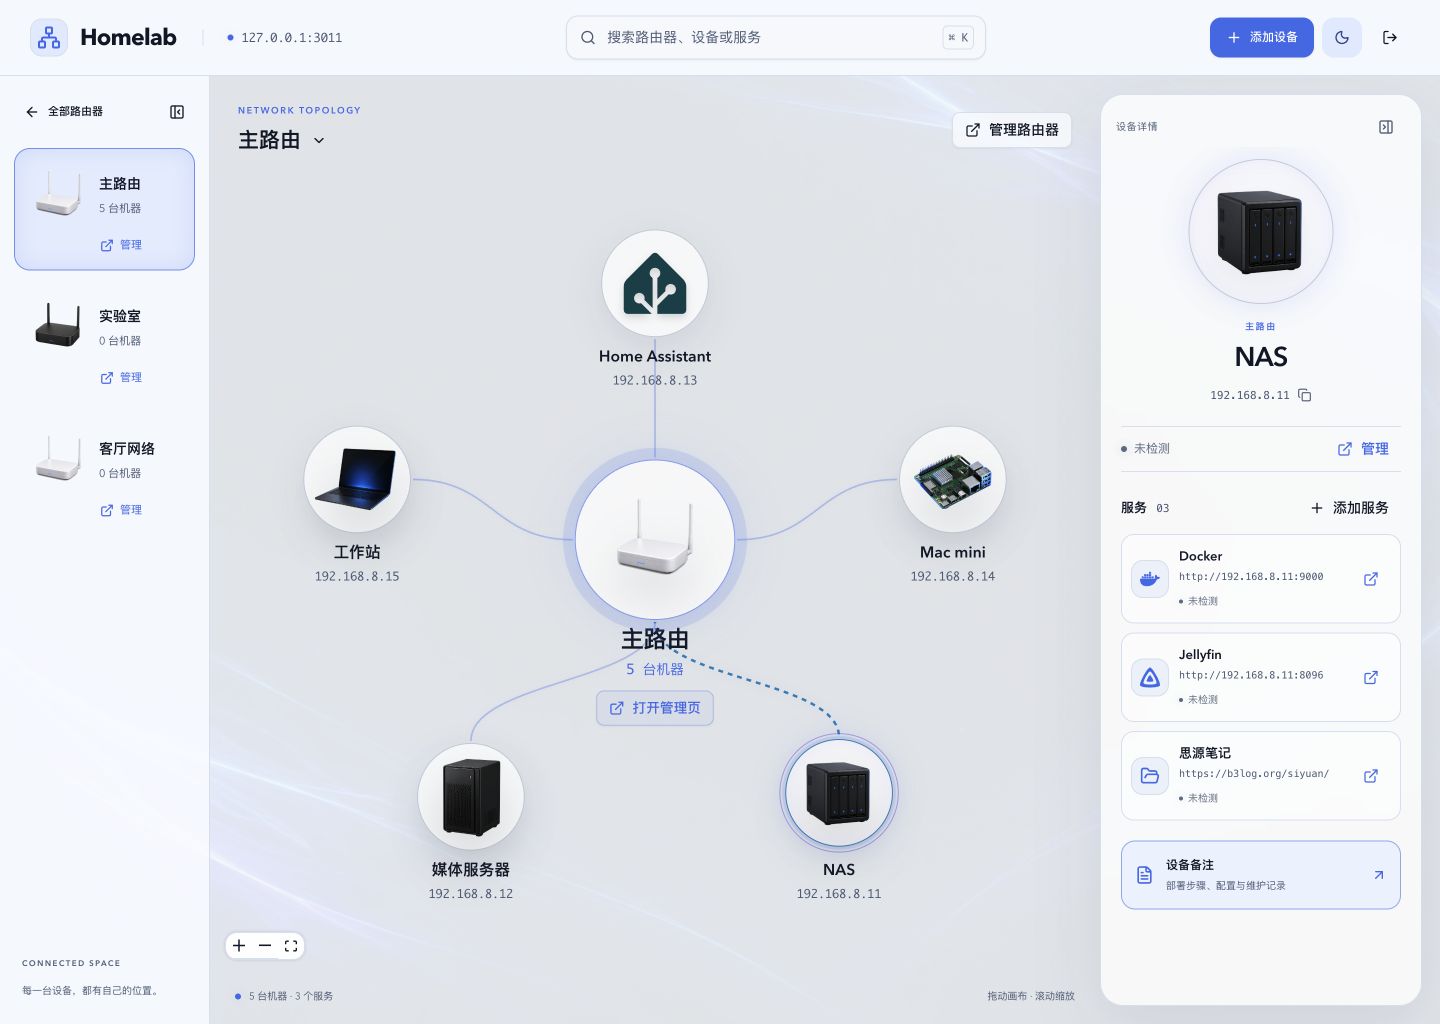 Homelab
127.0.0.1:3011
搜索路由器、设备或服务
⌘ K
添加设备
全部路由器
主路由
5 台机器
管理
实验室
0 台机器
管理
客厅网络
0 台机器
管理
CONNECTED SPACE
每一台设备，都有自己的位置。
NETWORK TOPOLOGY
主路由
管理路由器
Home Assistant
192.168.8.13
工作站
192.168.8.15
Mac mini
192.168.8.14
主路由
5 台机器
打开管理页
媒体服务器
192.168.8.12
NAS
192.168.8.11
5 台机器 · 3 个服务
拖动画布 · 滚动缩放
设备详情
主路由
NAS
192.168.8.11
未检测
管理
服务 03
添加服务
Docker
http://192.168.8.11:9000
未检测
Jellyfin
http://192.168.8.11:8096
未检测
思源笔记
https://b3log.org/siyuan/
未检测
设备备注
部署步骤、配置与维护记录